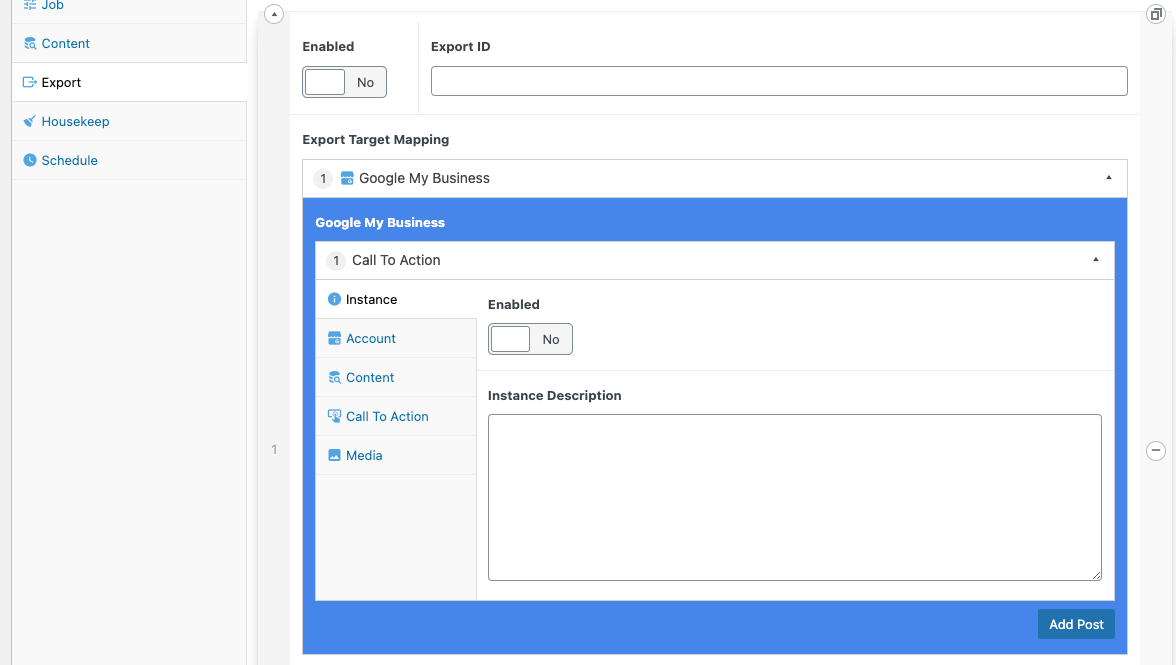 Job
Content
Export
Housekeep
Schedule
Enabled
Export ID
No
Export Target Mapping
1 Google My Business
Google My Business
1 Call To Action
Instance
Account
Content
Call To Action
Media
Enabled
No
Instance Description
1
Add Post